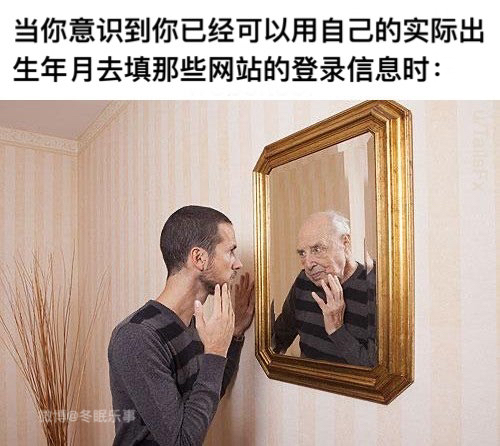 当你意识到你已经可以用自己的实际出
生年月去填那些网站的登录信息时：
u/TallsFx
微博@冬眠乐事